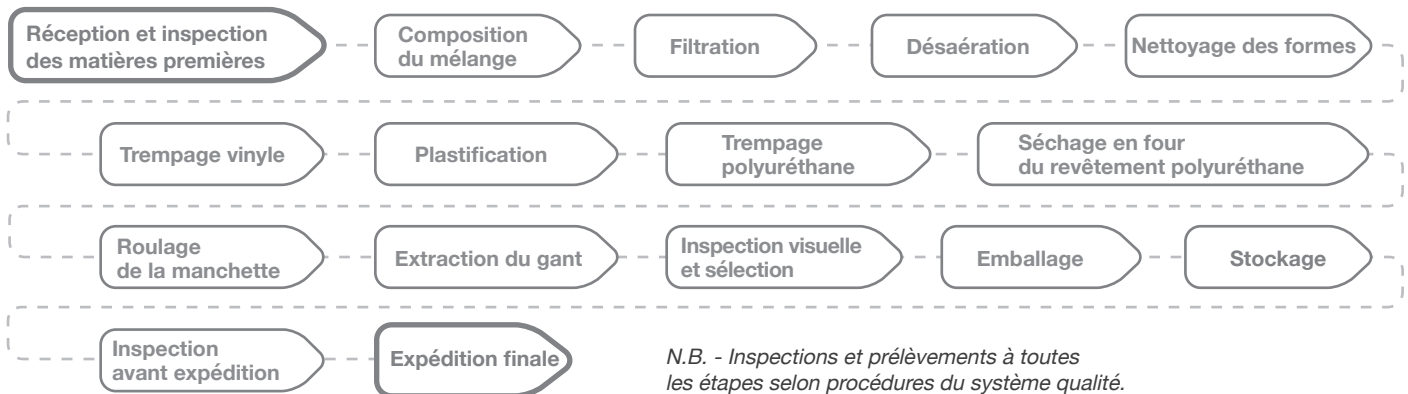 Réception et inspection
des matières premières
Composition
du mélange
Filtration
Désaération
Nettoyage des formes
Trempage vinyle
Plastification
Trempage
polyuréthane
Séchage en four
du revêtement polyuréthane
Roulage
de la manchette
Extraction du gant
Inspection visuelle
et sélection
Emballage
Stockage
Inspection
avant expédition
Expédition finale
N.B. - Inspections et prélèvements à toutes
les étapes selon procédures du système qualité.